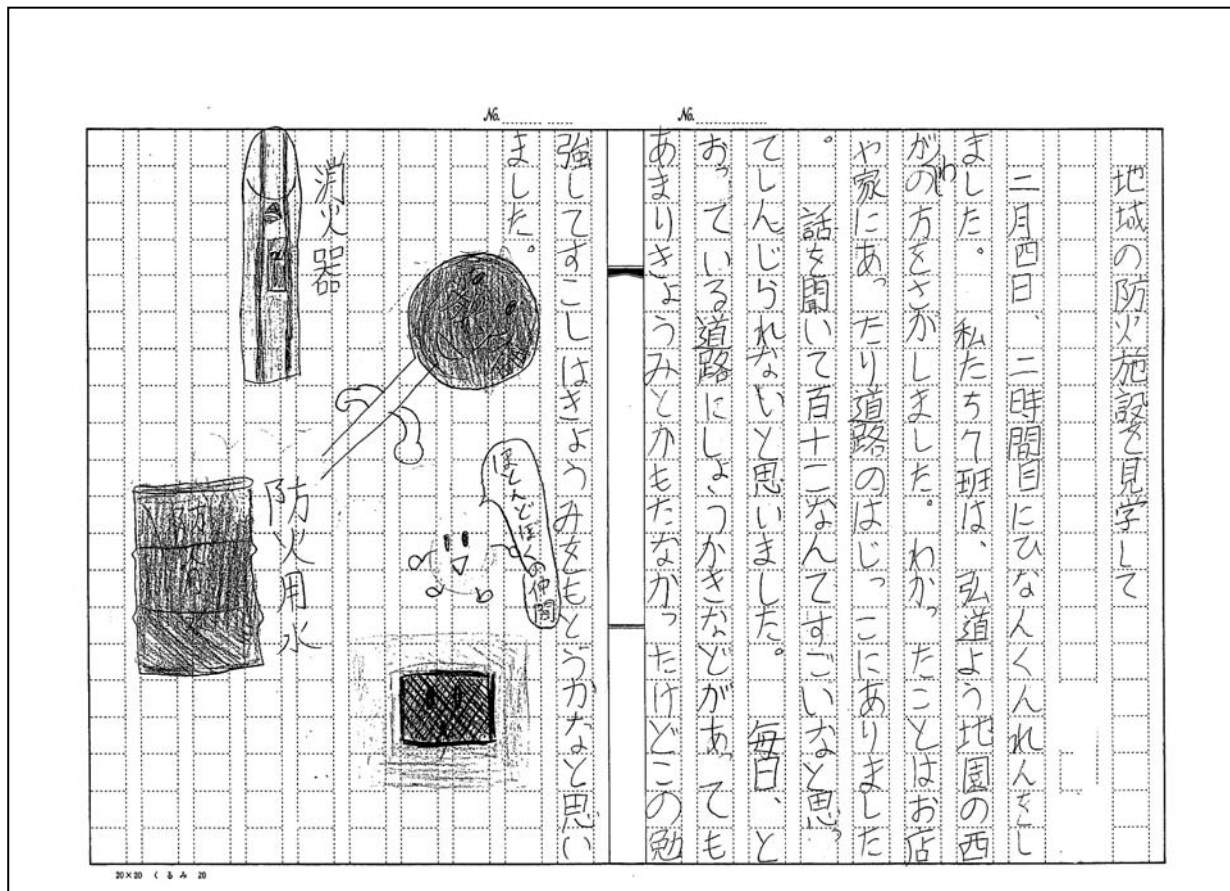 No.
No.
地域の防火施設を見学して
二月四日、二時間目にひなんくんれんをし
ました。 私たち7班は、弘道よう地園の西
がわの方をさがしました。わかったことはお店
や家にあったり道路のはじっこにありました
。 話を聞いて百十こなんてすごいなと思っ
てしんじられないと思いました。 毎日、と
おっている道路にしょうかきなどがあっても
あまりきょうみとかもたなかったけどこの勉
強してすこしはきょうみをもとうかなと思い
ました。
ほとんどぼくの仲間
消火器
防火用水
20×20 くるみ 20